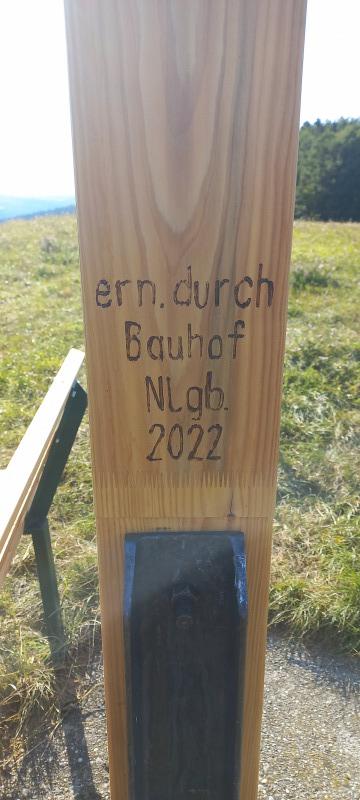 ern. durch
Bauhof
Nlgb.
2022